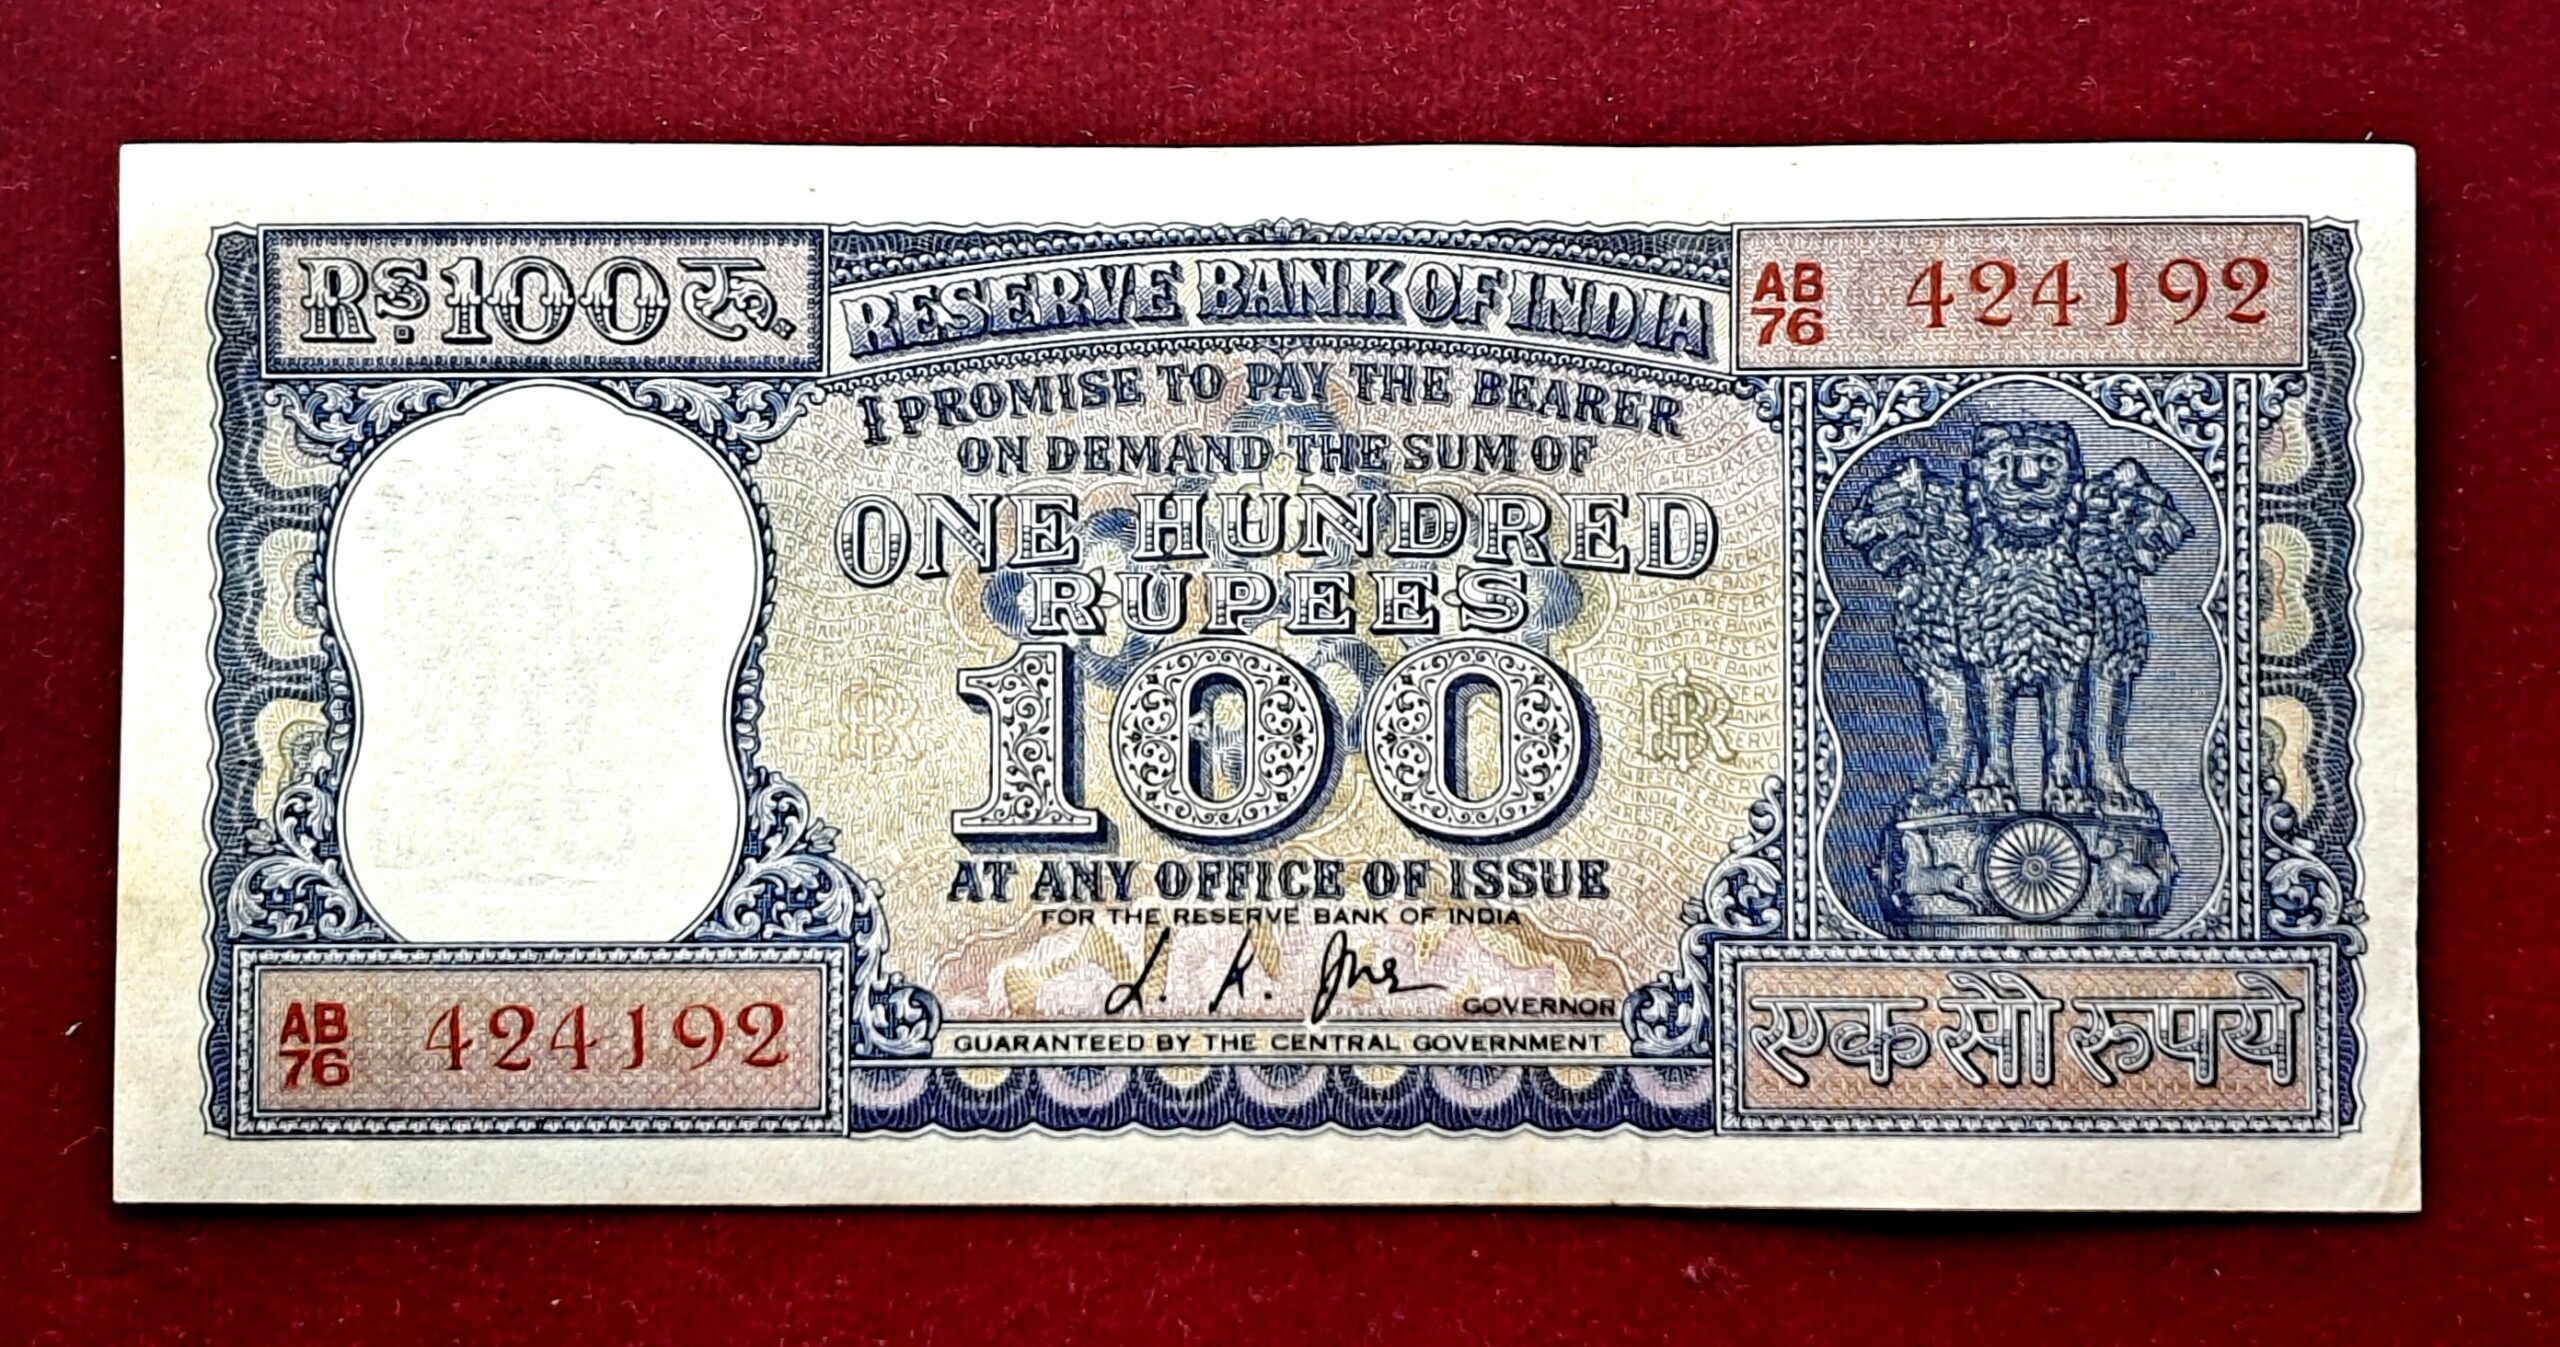 Rs. 100 रु.
RESERVE BANK OF INDIA
AB 76 424192
I PROMISE TO PAY THE BEARER
ON DEMAND THE SUM OF
ONE HUNDRED
RUPEES
100
AT ANY OFFICE OF ISSUE
FOR THE RESERVE BANK OF INDIA
GOVERNOR
GUARANTEED BY THE CENTRAL GOVERNMENT
AB 76 424192
एक सौ रुपये